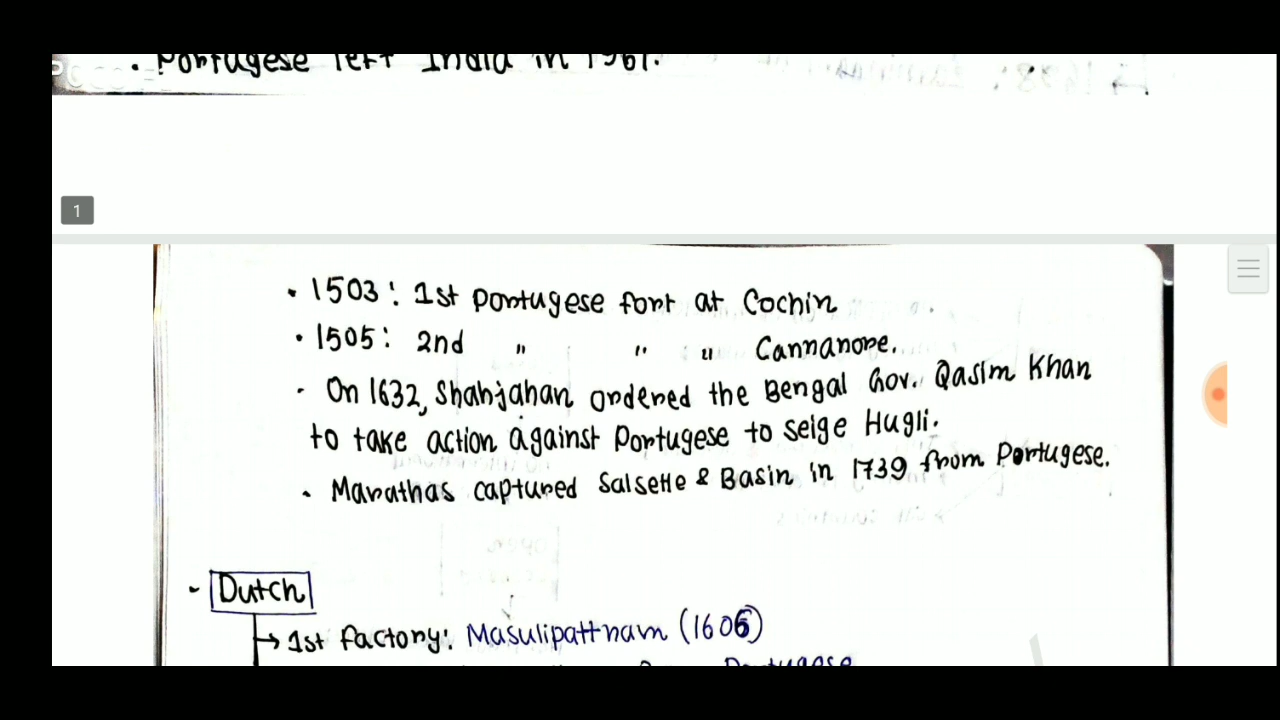 • Portugese left India in 1961.
1
• 1503: 1st Portugese fort at Cochin
• 1505: 2nd " " " Cannanore.
• On 1632, Shahjahan ordered the Bengal Gov. Qasim Khan
to take action against Portugese to seige Hugli.
• Marathas captured Salsette & Basin in 1739 from Portugese.
- Dutch
→ 1st factory: Masulipattnam (1605)
Portugese